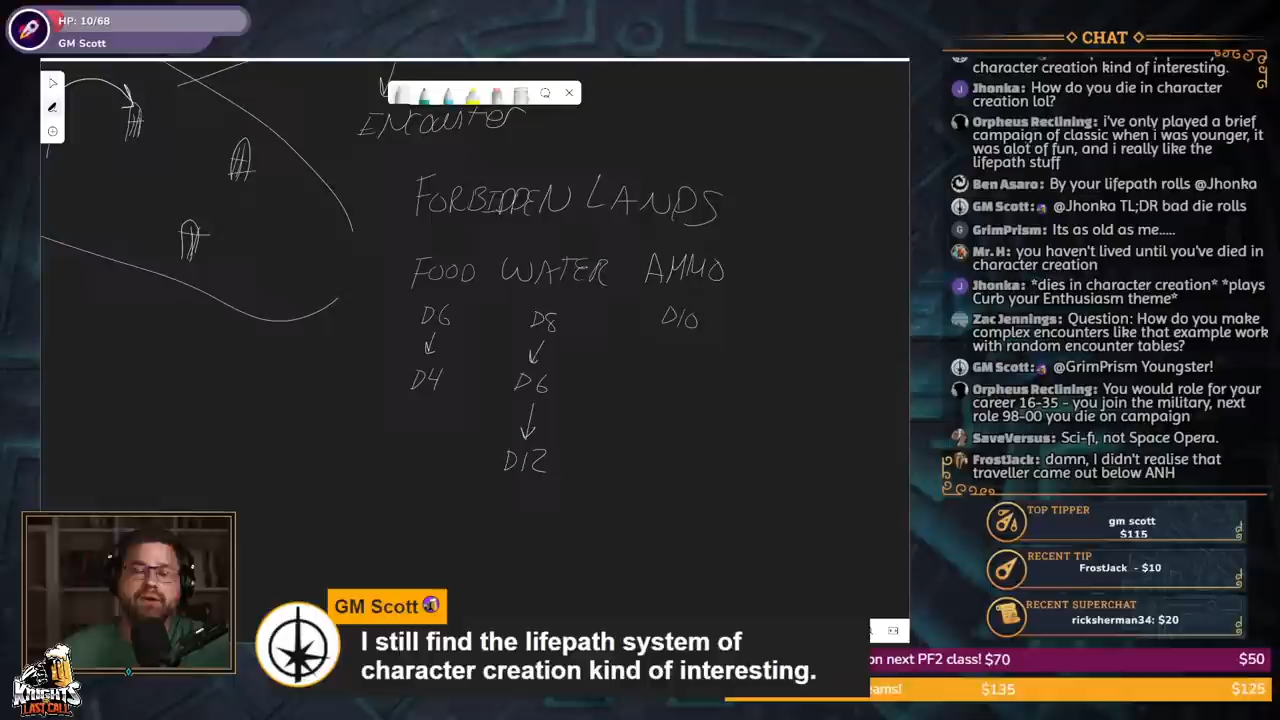 HP: 10/68
GM Scott
ENCOUNTER
FORBIDDEN LANDS
FOOD WATER AMMO
D6 D8 D10
D4 D6
D12
CHAT
character creation kind of interesting.
Jhonka: How do you die in character
creation lol?
Orpheus Reclining: i've only played a brief
campaign of classic when i was younger,
it was alot of fun, and i really like the
lifepath stuff
Ben Asaro: By your lifepath rolls @Jhonka
GM Scott: @Jhonka TL;DR bad die rolls
GrimPrism: Its as old as me.....
Mr. H: you haven't lived until you've died in
character creation
Jhonka: *dies in character creation* *plays
Curb your Enthusiasm theme*
Zac Jennings: Question: How do you make
complex encounters like that example work
with random encounter tables?
GM Scott: @GrimPrism Youngster!
Orpheus Reclining: You would role for your
career 16-35 - you join the military, next
role 98-00 you die on campaign
SaveVersus: Sci-fi, not Space Opera.
FrostJack: damn, I didn't realise that
traveller came out below ANH
TOP TIPPER
gm scott
$115
RECENT TIP
FrostJack - $10
RECENT SUPERCHAT
ricksherman34: $20
on next PF2 class! $70 $50
eams! $135 $125
GM Scott
I still find the lifepath system of
character creation kind of interesting.
KNIGHTS
OF LAST CALL